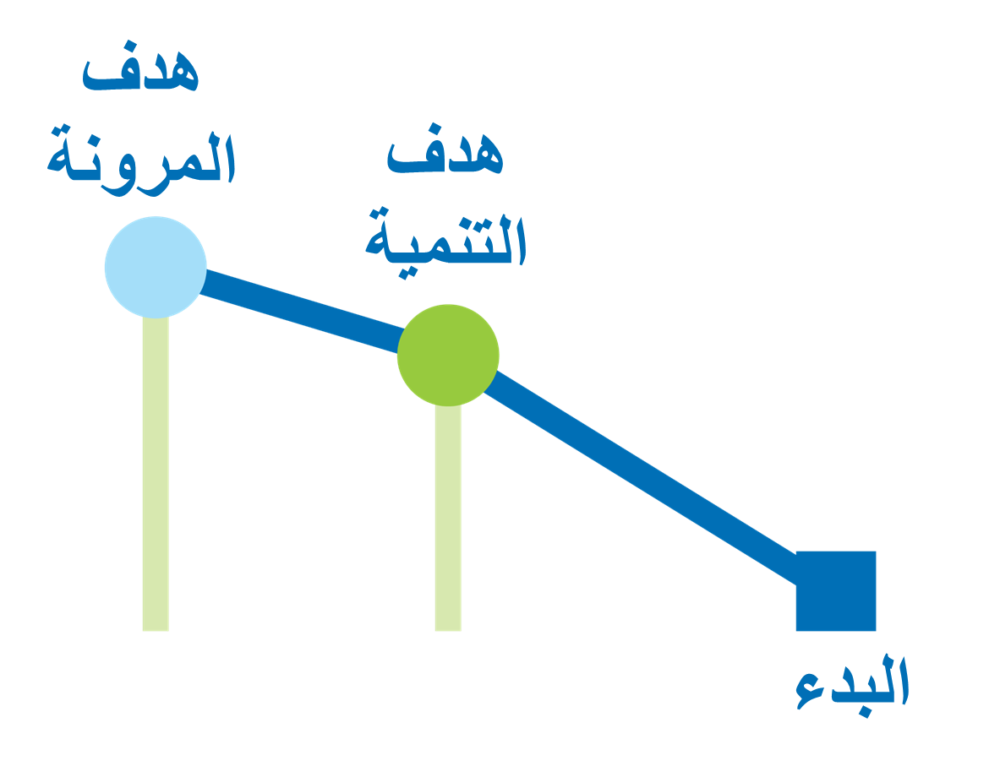 هدف
المرونة
هدف
التنمية
البدء